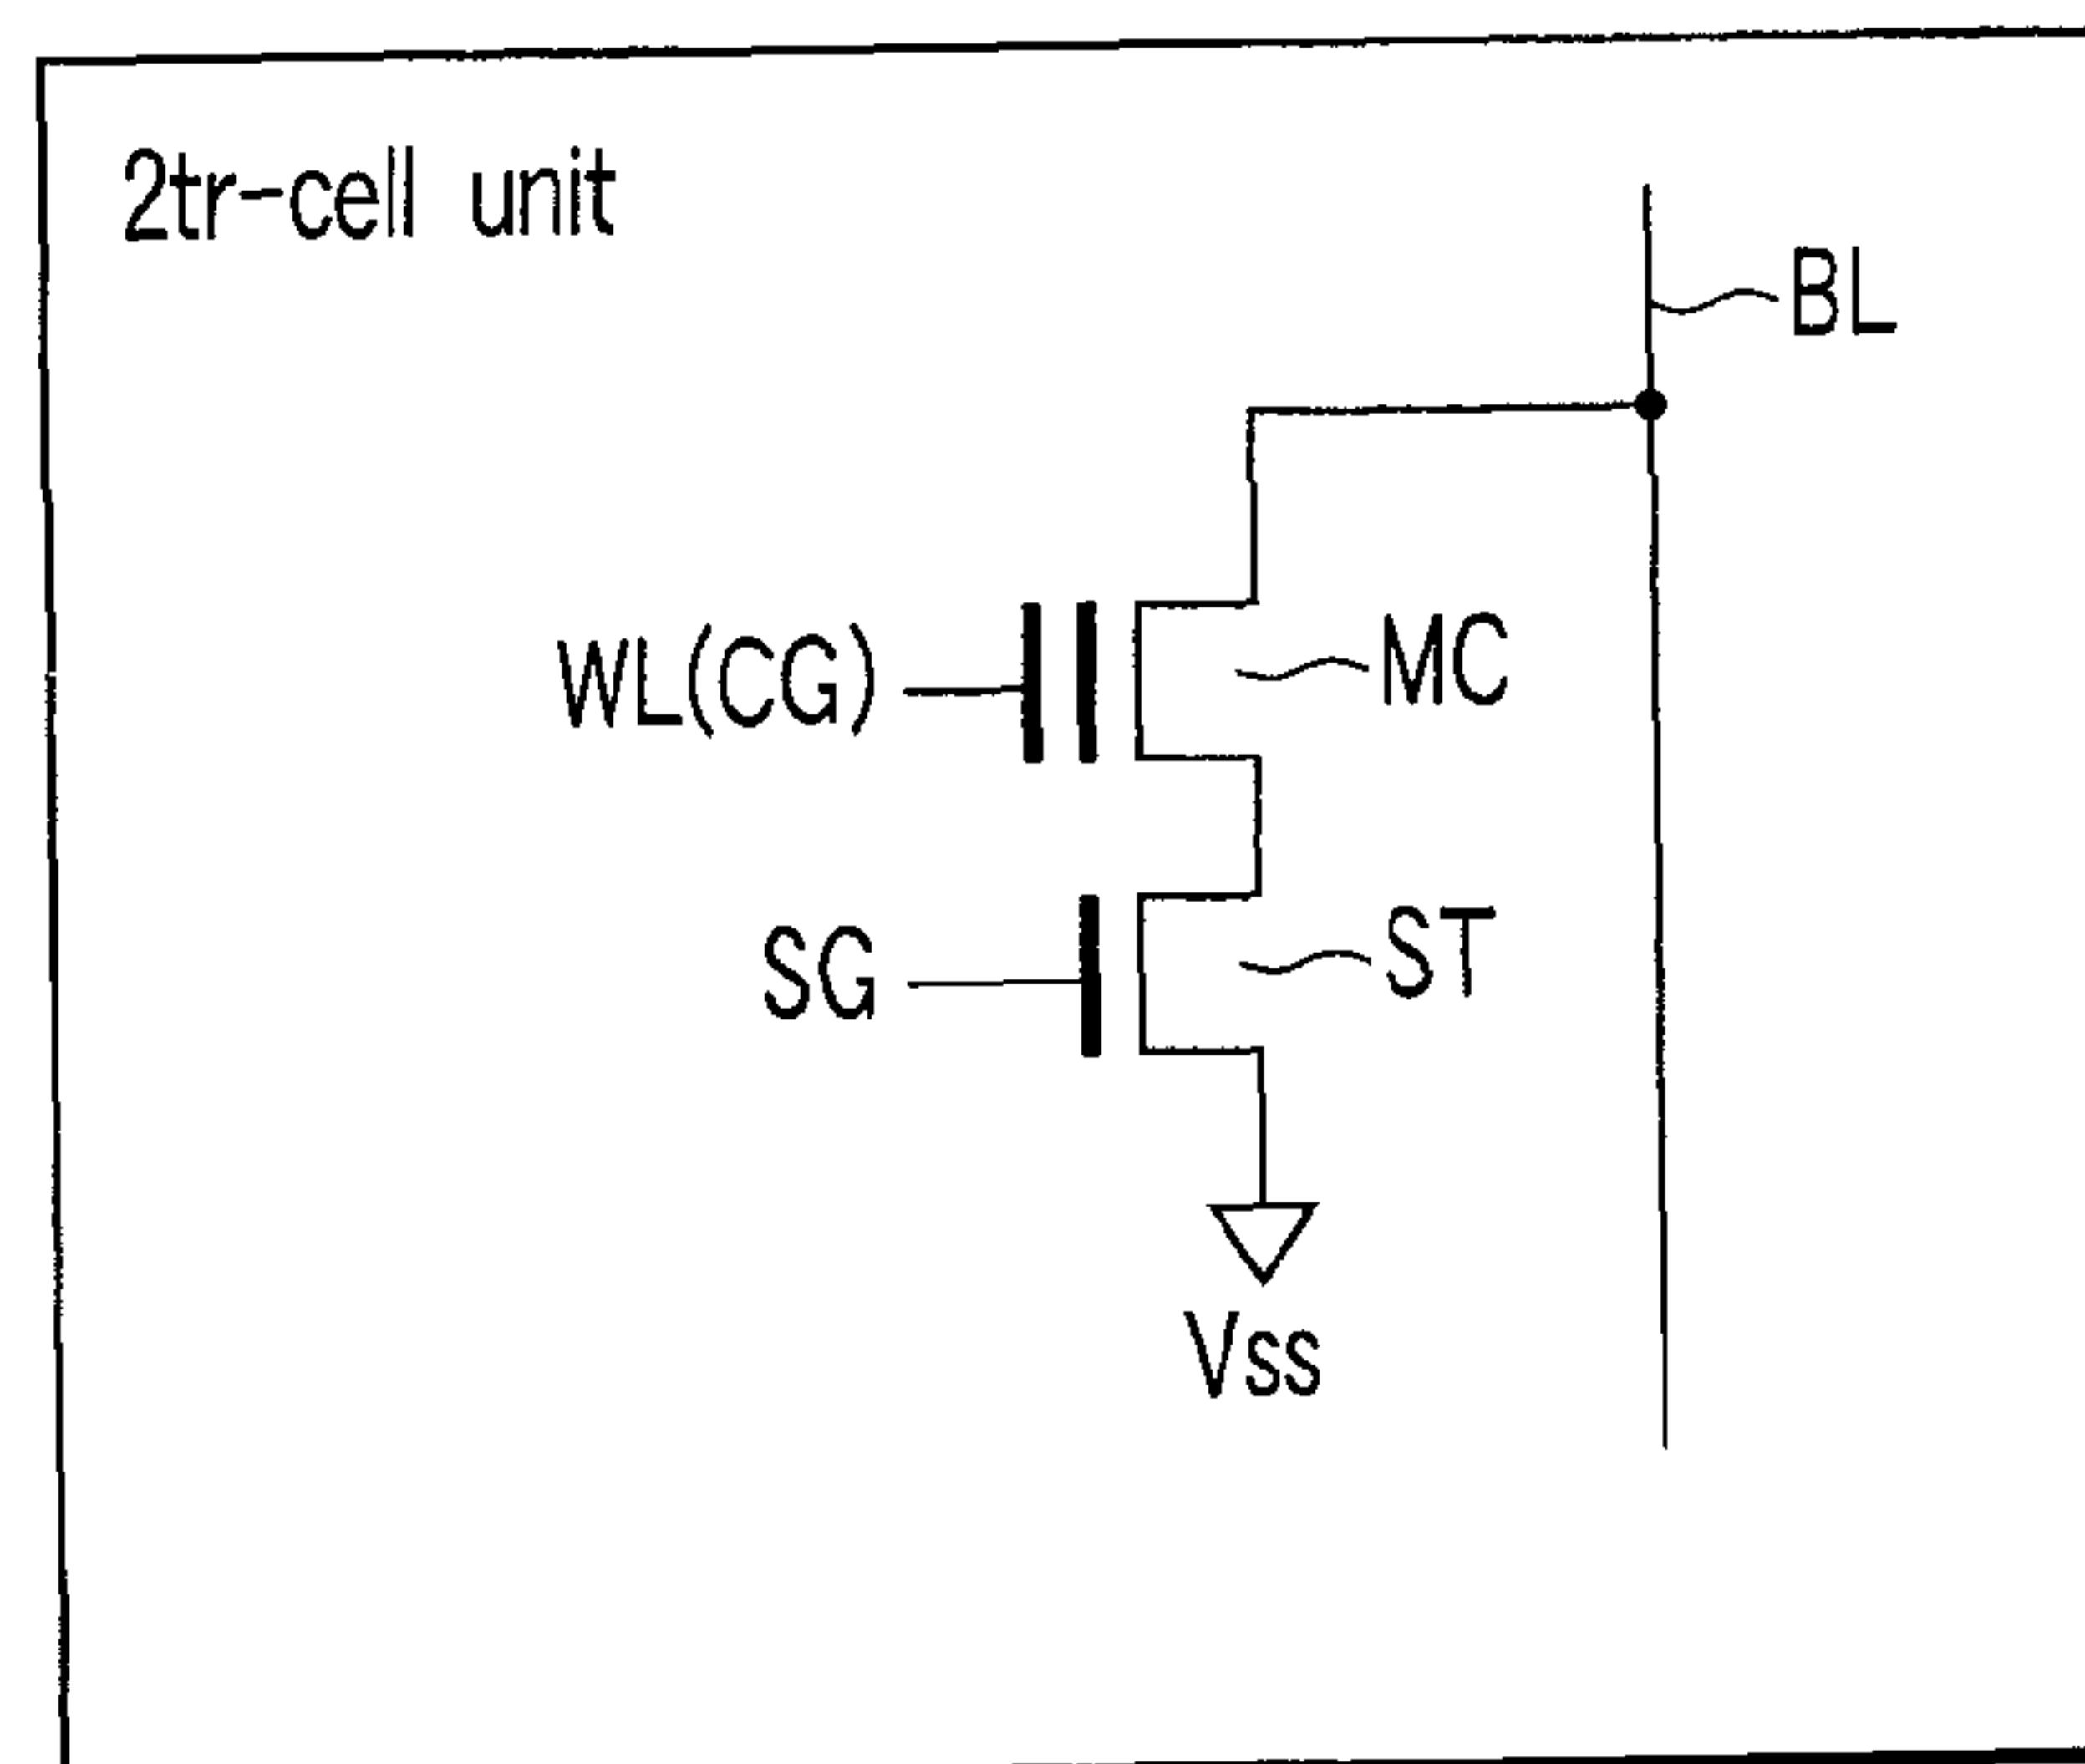 2tr-cell unit
BL
WL(CG)
MC
SG
ST
Vss